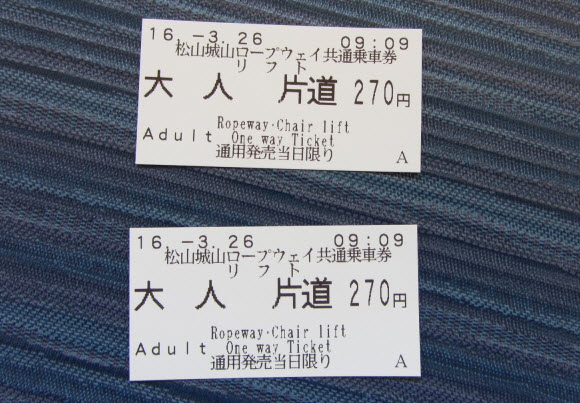 16.-3.26 09:09
松山城山ロープウェイ共通乗車券
リフト
大人 片道 270円
Ropeway·Chair lift
Adult One way Ticket
通用発売当日限り A
16.-3.26 09:09
松山城山ロープウェイ共通乗車券
リフト
大人 片道 270円
Ropeway·Chair lift
Adult One way Ticket
通用発売当日限り A